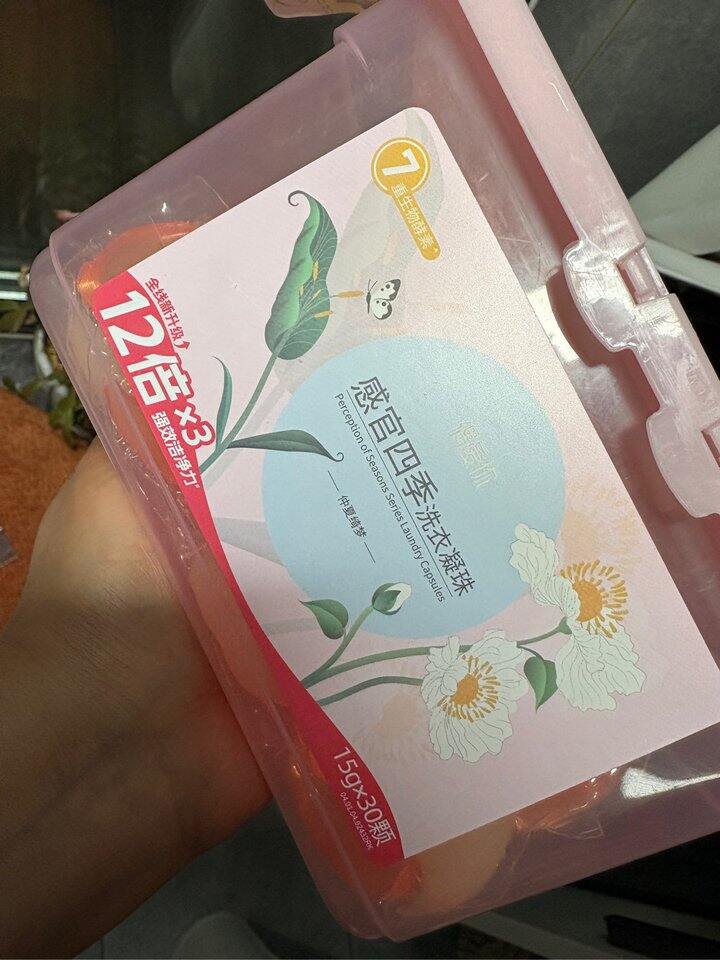 7
重生物酵素
全线新升级
12倍×3
强效洁净力
感官四季洗衣凝珠
Perception of Seasons Series Laundry Capsules
仲夏绮梦
15g×30颗